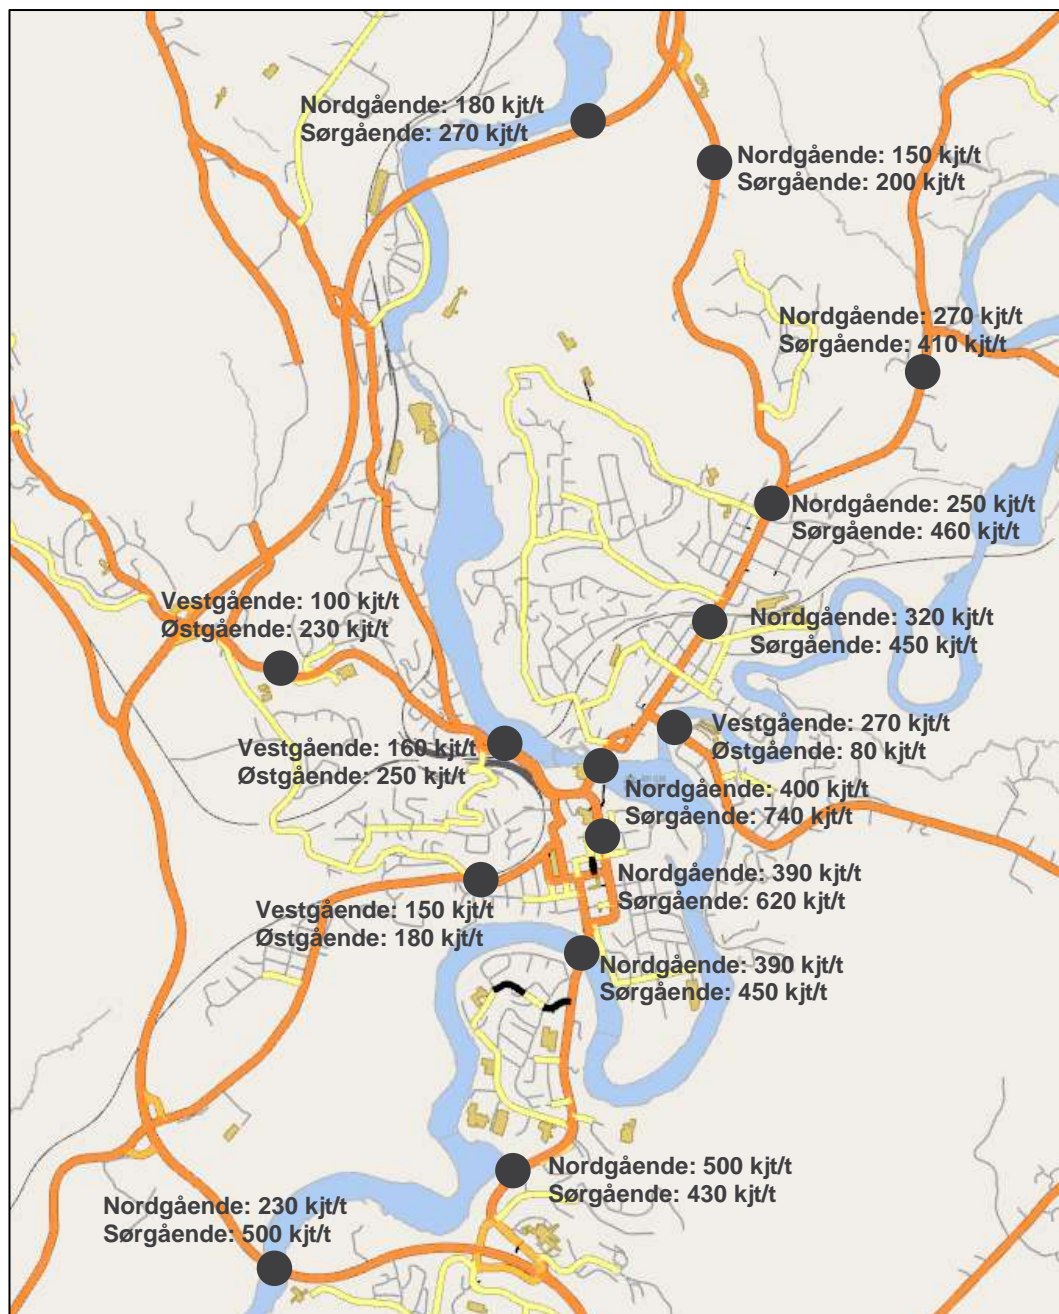 Nordgående: 180 kjt/t
Sørgående: 270 kjt/t
Nordgående: 150 kjt/t
Sørgående: 200 kjt/t
Nordgående: 270 kjt/t
Sørgående: 410 kjt/t
Nordgående: 250 kjt/t
Sørgående: 460 kjt/t
Vestgående: 100 kjt/t
Østgående: 230 kjt/t
Nordgående: 320 kjt/t
Sørgående: 450 kjt/t
Vestgående: 270 kjt/t
Østgående: 80 kjt/t
Vestgående: 160 kjt/t
Østgående: 250 kjt/t
Nordgående: 400 kjt/t
Sørgående: 740 kjt/t
Nordgående: 390 kjt/t
Sørgående: 620 kjt/t
Vestgående: 150 kjt/t
Østgående: 180 kjt/t
Nordgående: 390 kjt/t
Sørgående: 450 kjt/t
Nordgående: 500 kjt/t
Sørgående: 430 kjt/t
Nordgående: 230 kjt/t
Sørgående: 500 kjt/t